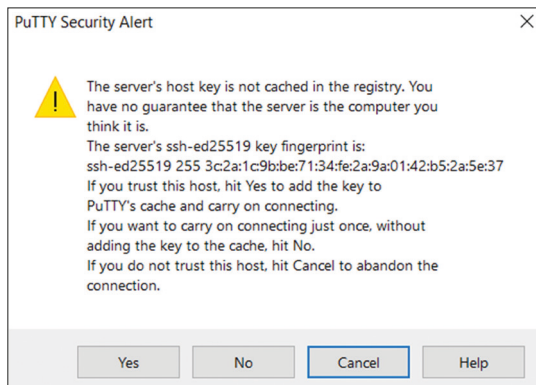 PuTTY Security Alert
The server's host key is not cached in the registry. You
have no guarantee that the server is the computer you
think it is.
The server's ssh-ed25519 key fingerprint is:
ssh-ed25519 255 3c:2a:1c:9b:be:71:34:fe:2a:9a:01:42:b5:2a:5e:37
If you trust this host, hit Yes to add the key to
PuTTY's cache and carry on connecting.
If you want to carry on connecting just once, without
adding the key to the cache, hit No.
If you do not trust this host, hit Cancel to abandon the
connection.
Yes No Cancel Help